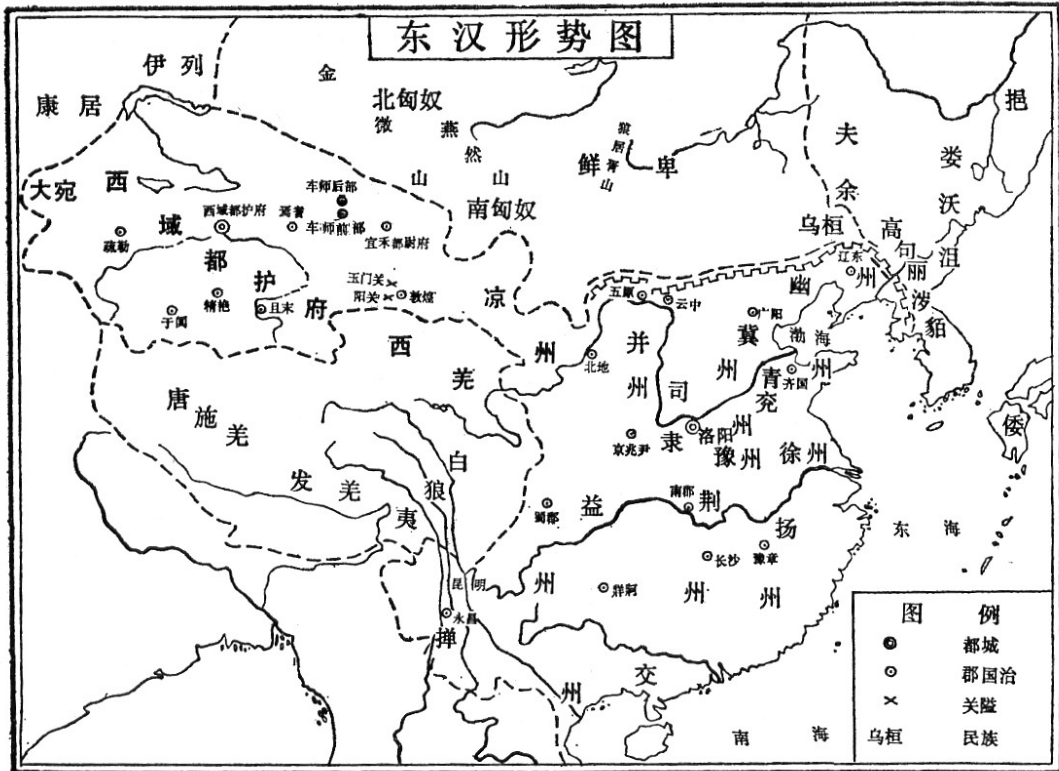 东汉形势图
伊列
康居
金
北匈奴
微
燕
然
山
山
狼居胥山
鲜卑
南匈奴
夫余
挹娄
沃沮
乌桓
高句丽
涉貊
大宛
西域都护府
车师后部
车师前部
西域都护府
焉耆
宜禾都尉府
疏勒
玉门关
阳关
敦煌
精绝
于阗
且末
凉州
五原
云中
辽东
幽州
广阳
冀州
渤海
并州
北地
青州
齐国
西羌
唐施羌
司隶
兖州
洛阳
京兆尹
豫州
徐州
倭
白狼夷
发羌
蜀郡
益州
南郡
荆州
扬州
长沙
豫章
牂牁
东海
昆明
永昌
掸
交州
南海
图例
都城
郡国治
关隘
乌桓 民族